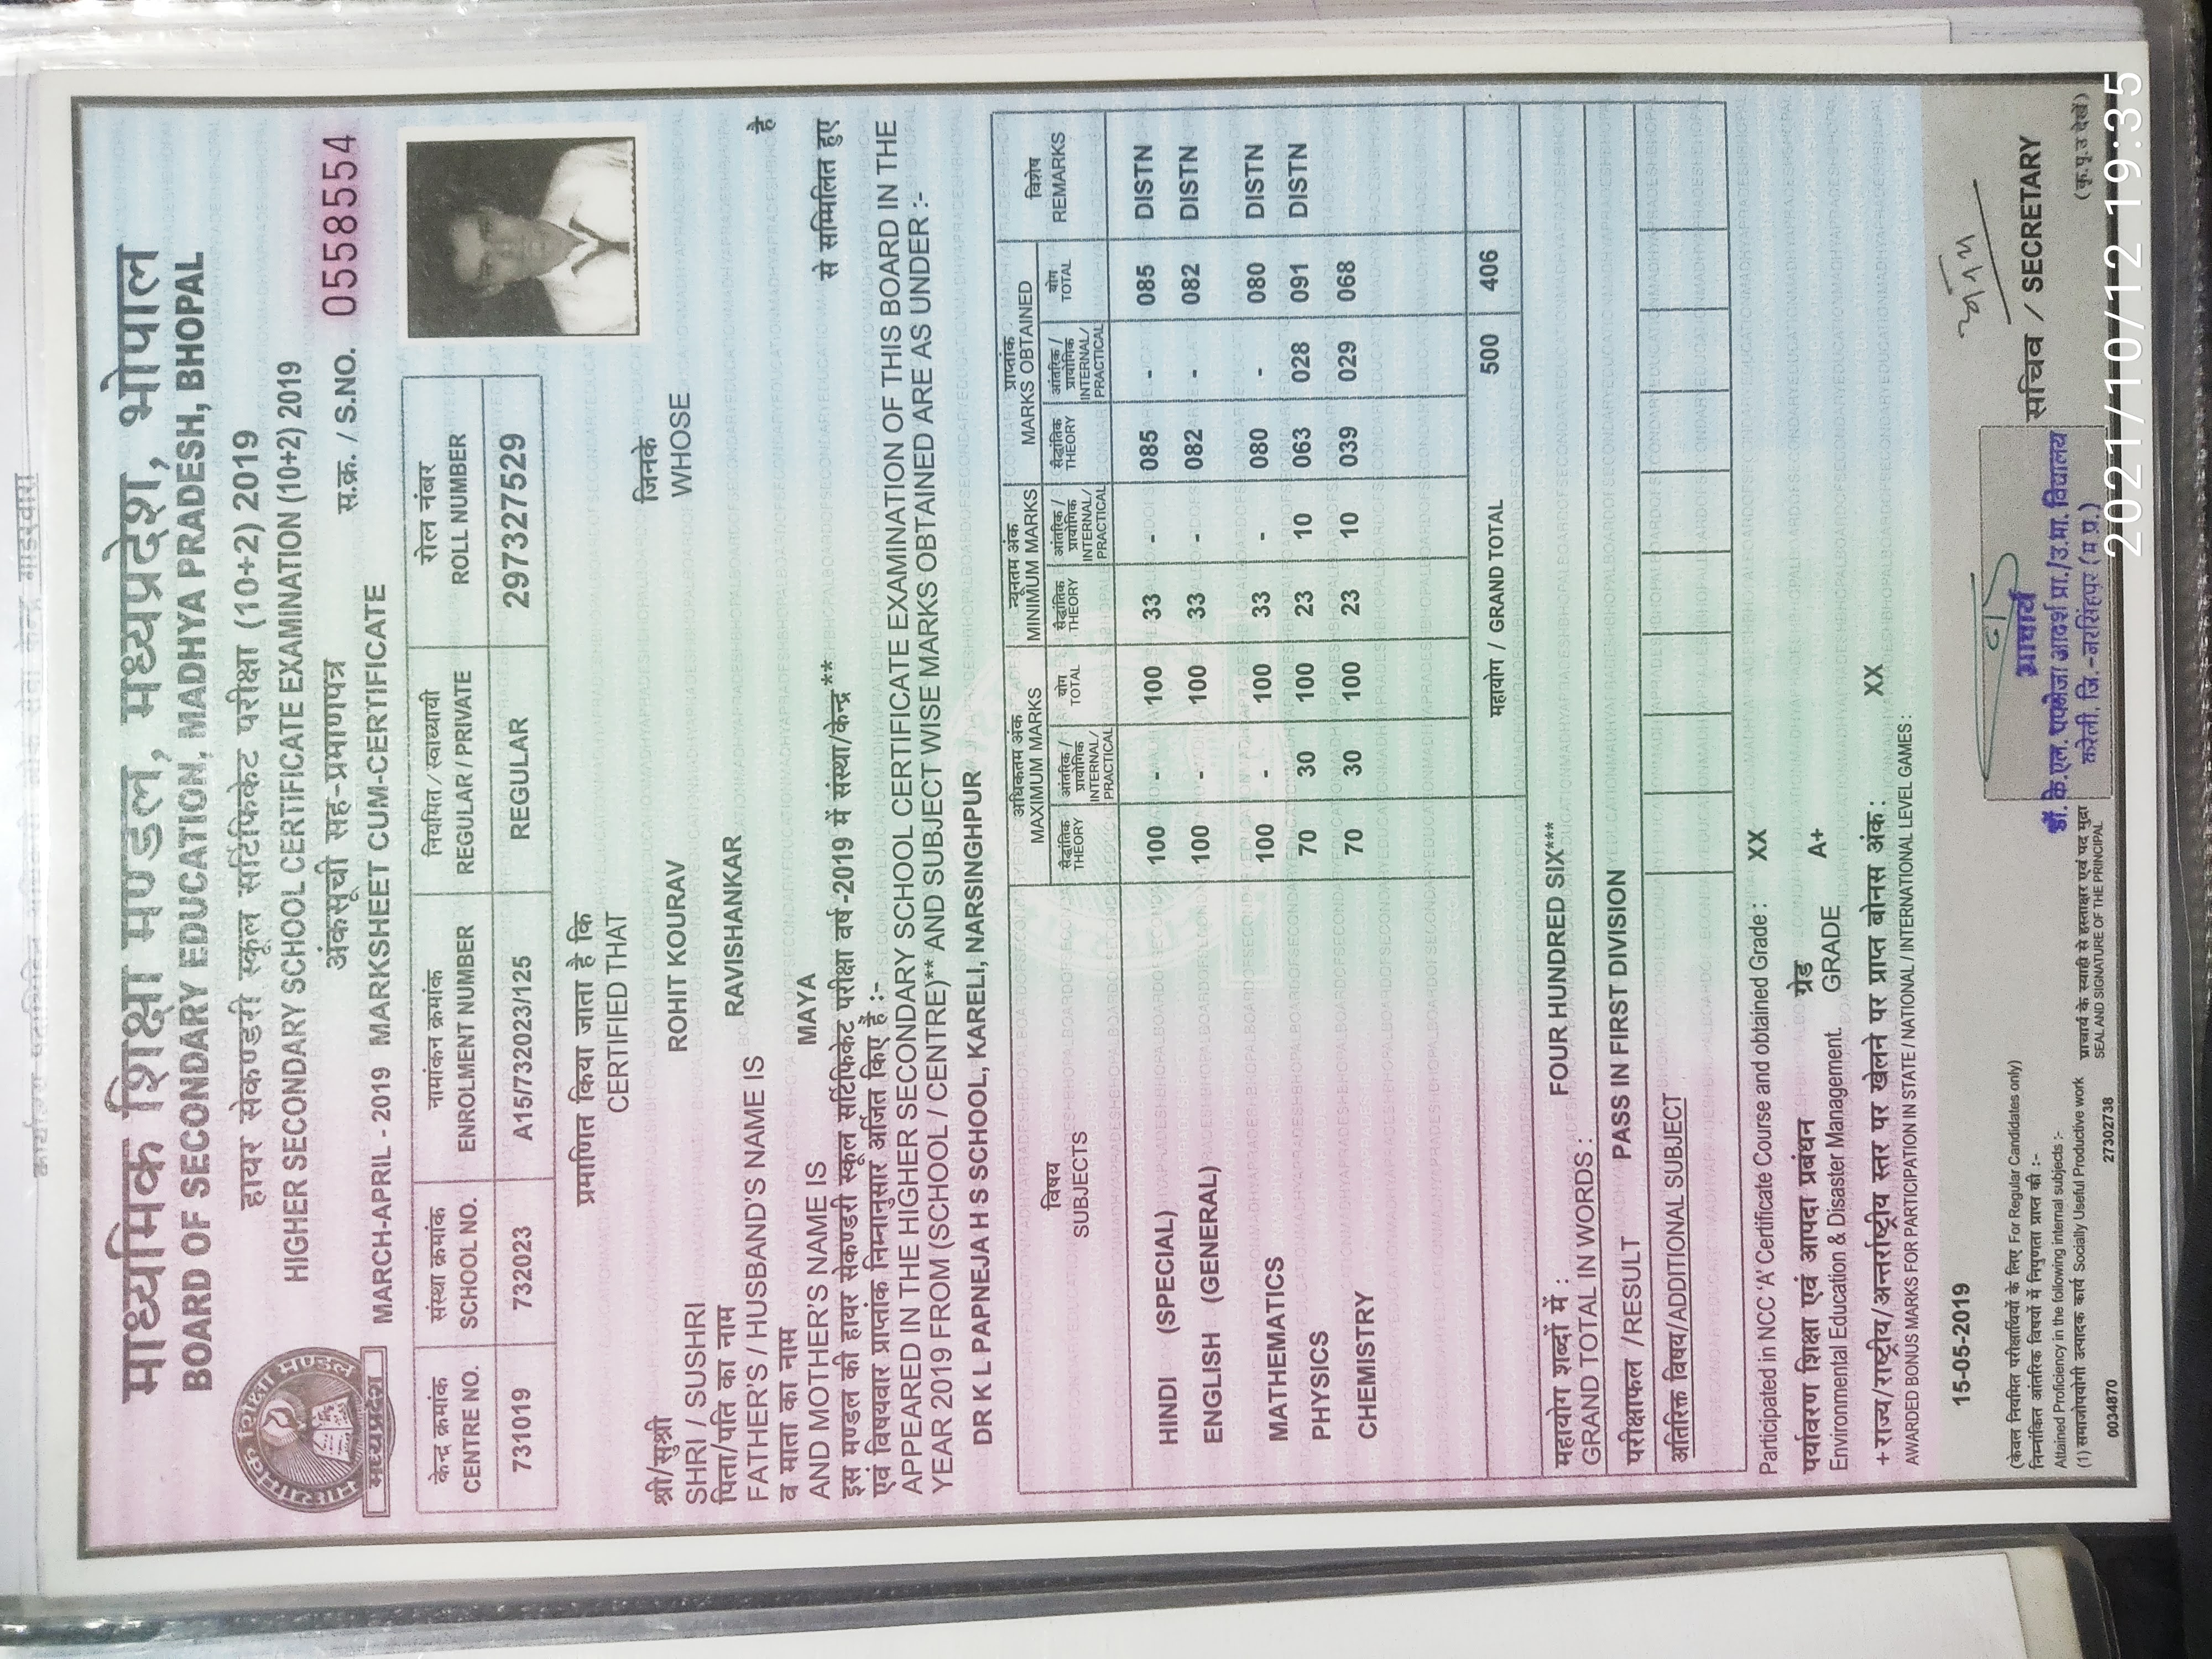 कार्यालय पदाभिहित अधिकारी लोक सेवा केन्द्र गाडरवारा
माध्यमिक शिक्षा मण्डल, मध्यप्रदेश, भोपाल
BOARD OF SECONDARY EDUCATION, MADHYA PRADESH, BHOPAL
हायर सेकण्डरी स्कूल सर्टिफिकेट परीक्षा (10+2) 2019
HIGHER SECONDARY SCHOOL CERTIFICATE EXAMINATION (10+2) 2019
अंकसूची सह-प्रमाणपत्र
स.क्र. / S.NO. 0558554
MARCH-APRIL - 2019 MARKSHEET CUM-CERTIFICATE
माध्यमिक शिक्षा मण्डल
मध्यप्रदेश
केन्द्र क्रमांक संस्था क्रमांक नामांकन क्रमांक नियमित/स्वाध्यायी रोल नंबर
CENTRE NO. SCHOOL NO. ENROLMENT NUMBER REGULAR / PRIVATE ROLL NUMBER
731019 732023 A15/732023/125 REGULAR 297327529
प्रमाणित किया जाता है कि
CERTIFIED THAT
श्री/सुश्री जिनके
SHRI / SUSHRI ROHIT KOURAV WHOSE
पिता/पति का नाम
FATHER'S / HUSBAND'S NAME IS RAVISHANKAR
व माता का नाम है
AND MOTHER'S NAME IS MAYA
इस मण्डल की हायर सेकण्डरी स्कूल सर्टिफिकेट परीक्षा वर्ष-2019 में संस्था/केन्द्र** से सम्मिलित हुए
एवं विषयवार प्राप्तांक निम्नानुसार अर्जित किए हैं :-
APPEARED IN THE HIGHER SECONDARY SCHOOL CERTIFICATE EXAMINATION OF THIS BOARD IN THE
YEAR 2019 FROM (SCHOOL / CENTRE)** AND SUBJECT WISE MARKS OBTAINED ARE AS UNDER :-
DR K L PAPNEJA H S SCHOOL, KARELI, NARSINGHPUR
विषय अधिकतम अंक न्यूनतम अंक प्राप्तांक विशेष
SUBJECTS MAXIMUM MARKS MINIMUM MARKS MARKS OBTAINED REMARKS
सैद्धांतिक आंतरिक / प्रायोगिक योग सैद्धांतिक आंतरिक / प्रायोगिक सैद्धांतिक आंतरिक / प्रायोगिक योग
THEORY INTERNAL/ PRACTICAL TOTAL THEORY INTERNAL/ PRACTICAL THEORY INTERNAL/ PRACTICAL TOTAL
HINDI (SPECIAL) 100 - 100 33 - 085 - 085 DISTN
ENGLISH (GENERAL) 100 - 100 33 - 082 - 082 DISTN
MATHEMATICS 100 - 100 33 - 080 - 080 DISTN
PHYSICS 70 30 100 23 10 063 028 091 DISTN
CHEMISTRY 70 30 100 23 10 039 029 068
महायोग / GRAND TOTAL 500 406
महायोग शब्दों में :
GRAND TOTAL IN WORDS : FOUR HUNDRED SIX***
परीक्षाफल /RESULT PASS IN FIRST DIVISION
अतिरिक्त विषय/ADDITIONAL SUBJECT
Participated in NCC 'A' Certificate Course and obtained Grade : XX
पर्यावरण शिक्षा एवं आपदा प्रबंधन ग्रेड
Environmental Education & Disaster Management. GRADE A+
+राज्य/राष्ट्रीय/अन्तर्राष्ट्रीय स्तर पर खेलने पर प्राप्त बोनस अंक: XX
AWARDED BONUS MARKS FOR PARTICIPATION IN STATE / NATIONAL / INTERNATIONAL LEVEL GAMES :
15-05-2019
(केवल नियमित परीक्षार्थियों के लिए For Regular Candidates only)
निम्नांकित आंतरिक विषयों में निपुणता प्राप्त की :-
Attained Proficiency in the following internal subjects :-
(1) समाजोपयोगी उत्पादक कार्य Socially Useful Productive work
0034870 27302738
प्राचार्य के स्याही से हस्ताक्षर एवं पद मुद्रा
SEAL AND SIGNATURE OF THE PRINCIPAL
प्राचार्य
डॉ. के.एल. पपनेजा आदर्श प्रा./उ.मा. विद्यालय
करेली, जि.-नरसिंहपुर (म.प्र.)
सचिव / SECRETARY
(कृ.पृ.उ देखें)
2021/10/12 19:35